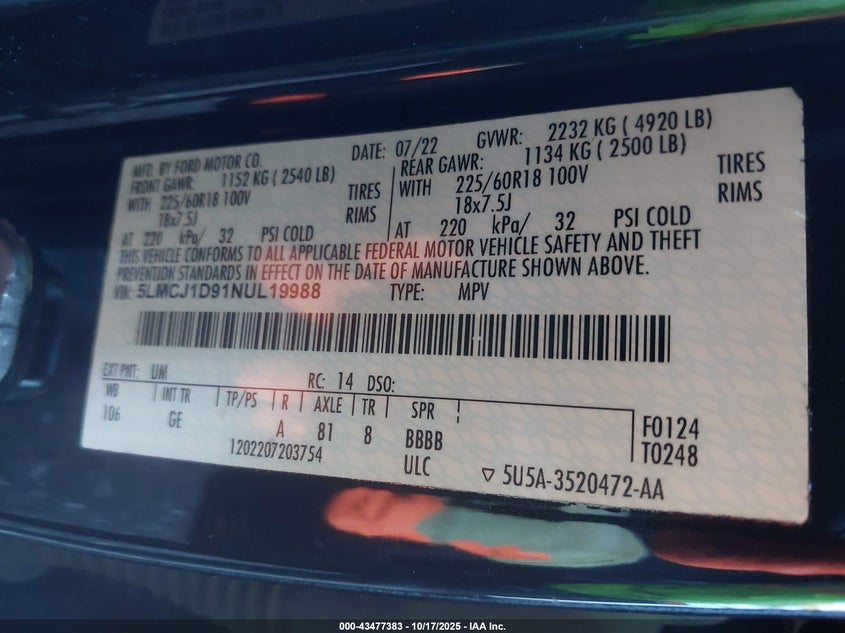 MFD. BY FORD MOTOR CO.
DATE: 07/22 GVWR: 2232 KG ( 4920 LB)
FRONT GAWR: 1152 KG ( 2540 LB) REAR GAWR: 1134 KG ( 2500 LB)
WITH 225/60R18 100V TIRES WITH 225/60R18 100V TIRES
18x7.5J RIMS 18x7.5J RIMS
AT 220 kPa/ 32 PSI COLD AT 220 kPa/ 32 PSI COLD
THIS VEHICLE CONFORMS TO ALL APPLICABLE FEDERAL MOTOR VEHICLE SAFETY AND THEFT
PREVENTION STANDARDS IN EFFECT ON THE DATE OF MANUFACTURE SHOWN ABOVE.
VIN: 5LMCJ1D91NUL19988 TYPE: MPV
EXT PNT: UM RC: 14 DSO:
WB INT TR TP/PS R AXLE TR SPR
106 GE A 81 8 BBBB F0124
1202207203754 ULC T0248
5U5A-3520472-AA
000-43477383 - 10/17/2025 - IAA Inc.